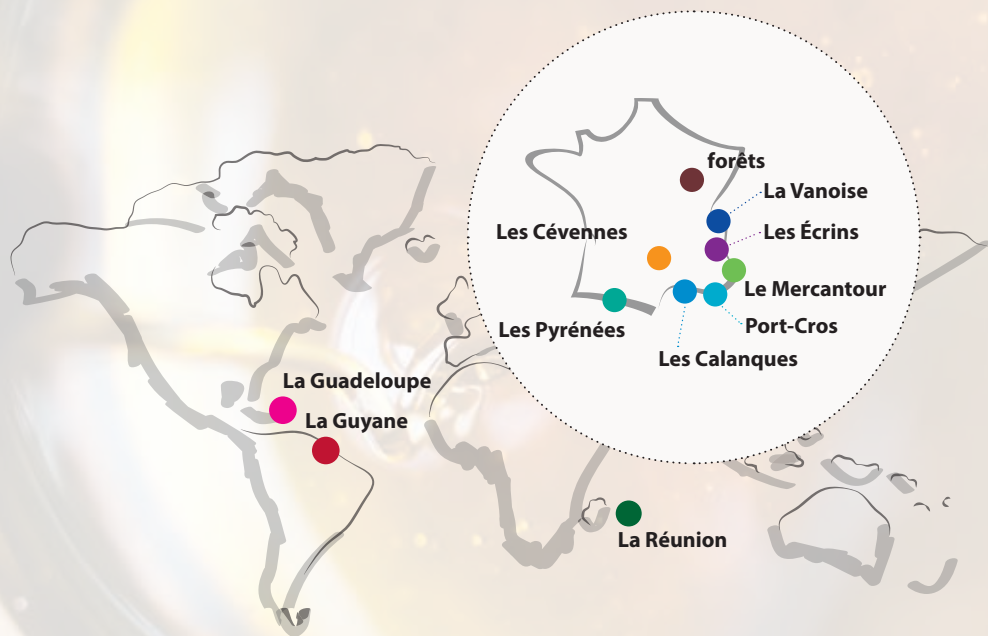 forêts
La Vanoise
Les Cévennes
Les Écrins
Le Mercantour
Les Pyrénées
Port-Cros
Les Calanques
La Guadeloupe
La Guyane
La Réunion